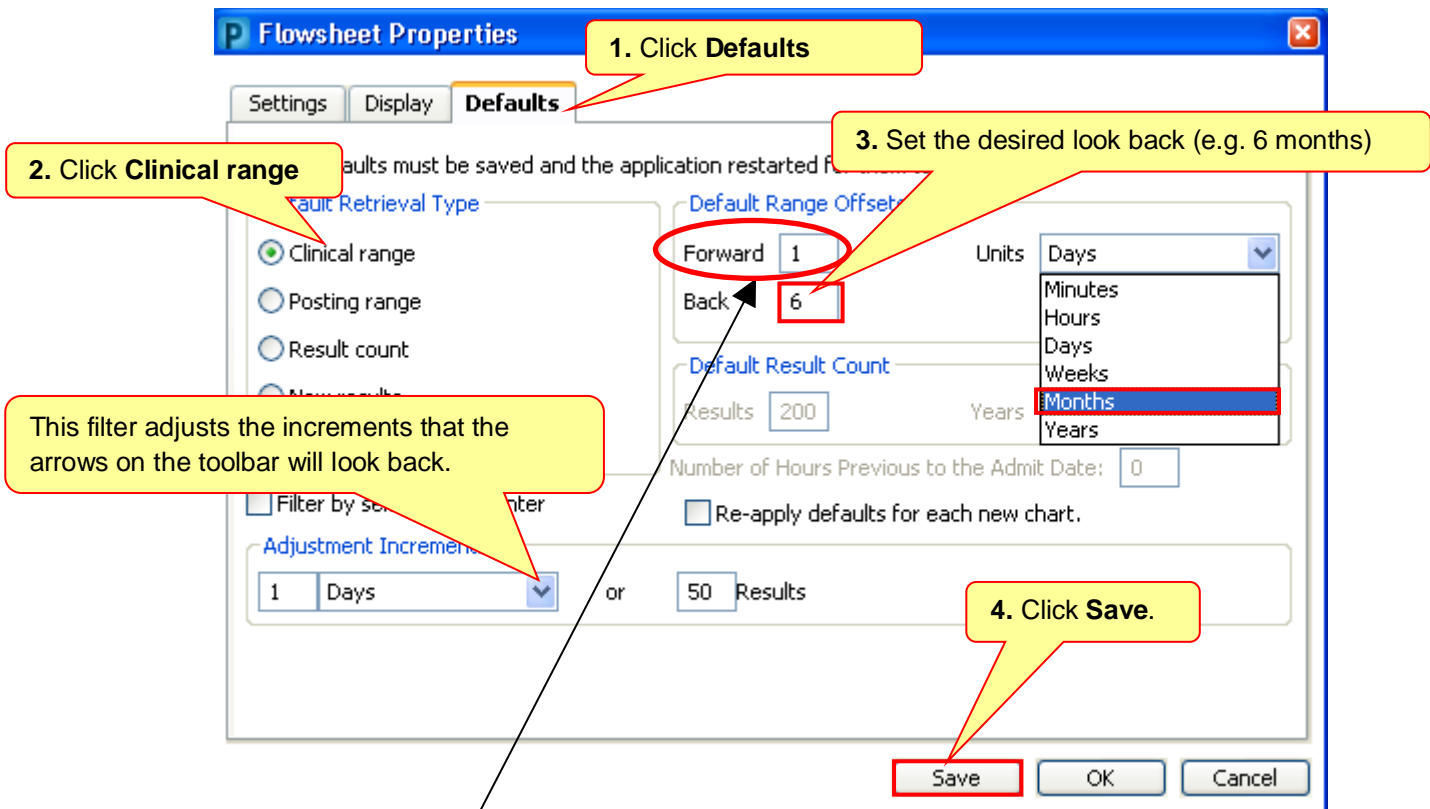 P Flowsheet Properties
1. Click Defaults
Settings Display Defaults
3. Set the desired look back (e.g. 6 months)
2. Click Clinical range
must be saved and the application restarted
Retrieval Type
Default Range Offsets
Clinical range
Forward 1
Units Days
Posting range
Back 6
Minutes
Hours
Days
Weeks
Months
Years
Result count
Default Result Count
Results 200
Years
This filter adjusts the increments that the
arrows on the toolbar will look back.
Number of Hours Previous to the Admit Date: 0
Filter by
Re-apply defaults for each new chart.
Adjustment
1 Days or 50 Results
4. Click Save.
Save OK Cancel